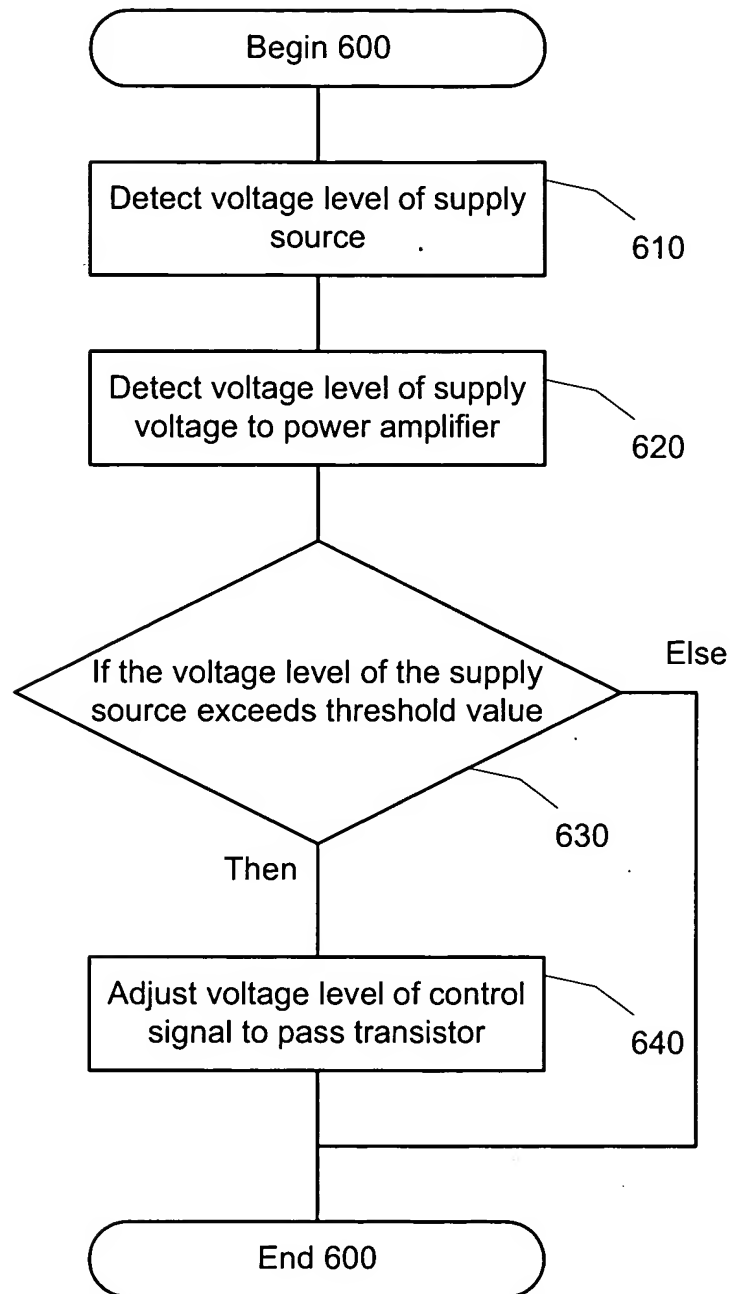 Begin 600
Detect voltage level of supply
source
610
Detect voltage level of supply
voltage to power amplifier
620
If the voltage level of the supply
source exceeds threshold value
Else
630
Then
Adjust voltage level of control
signal to pass transistor
640
End 600